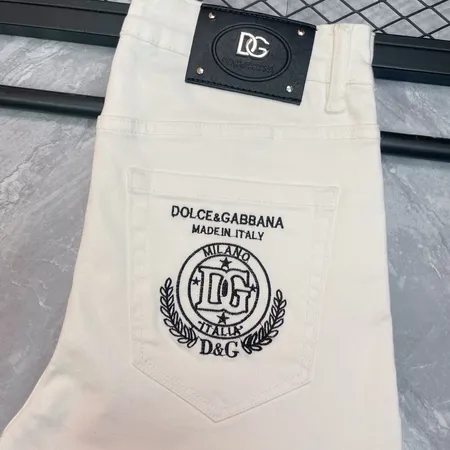 DG
DOLCE&GABBANA
MADE IN ITALY
MILANO
DG
ITALIA
D&G